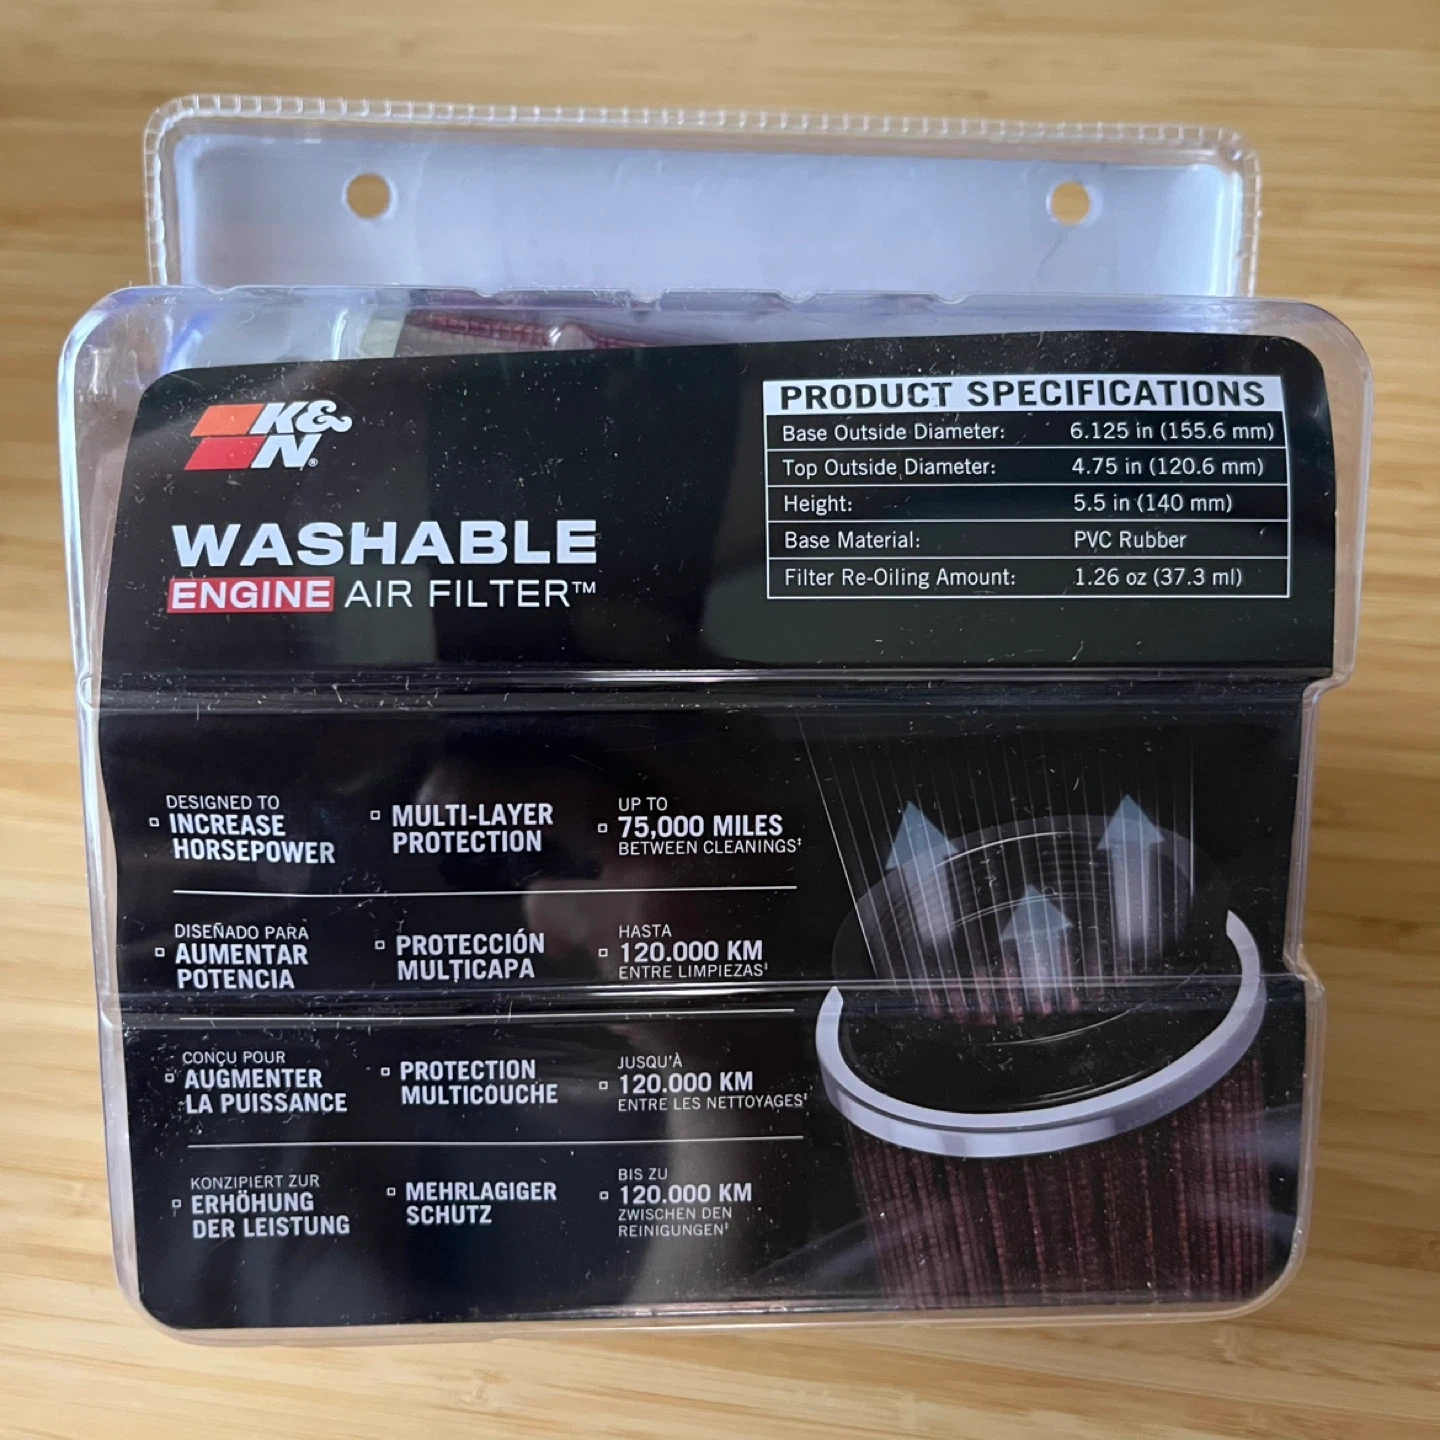 K&
N®
WASHABLE
ENGINE AIR FILTER™
PRODUCT SPECIFICATIONS
Base Outside Diameter: 6.125 in (155.6 mm)
Top Outside Diameter: 4.75 in (120.6 mm)
Height: 5.5 in (140 mm)
Base Material: PVC Rubber
Filter Re-Oiling Amount: 1.26 oz (37.3 ml)
DESIGNED TO
INCREASE
HORSEPOWER
MULTI-LAYER
PROTECTION
UP TO
75,000 MILES
BETWEEN CLEANINGS‡
DISEÑADO PARA
AUMENTAR
POTENCIA
PROTECCIÓN
MULTICAPA
HASTA
120.000 KM
ENTRE LIMPIEZAS‡
CONÇU POUR
AUGMENTER
LA PUISSANCE
PROTECTION
MULTICOUCHE
JUSQU'À
120.000 KM
ENTRE LES NETTOYAGES‡
KONZIPIERT ZUR
ERHÖHUNG
DER LEISTUNG
MEHRLAGIGER
SCHUTZ
BIS ZU
120.000 KM
ZWISCHEN DEN
REINIGUNGEN‡